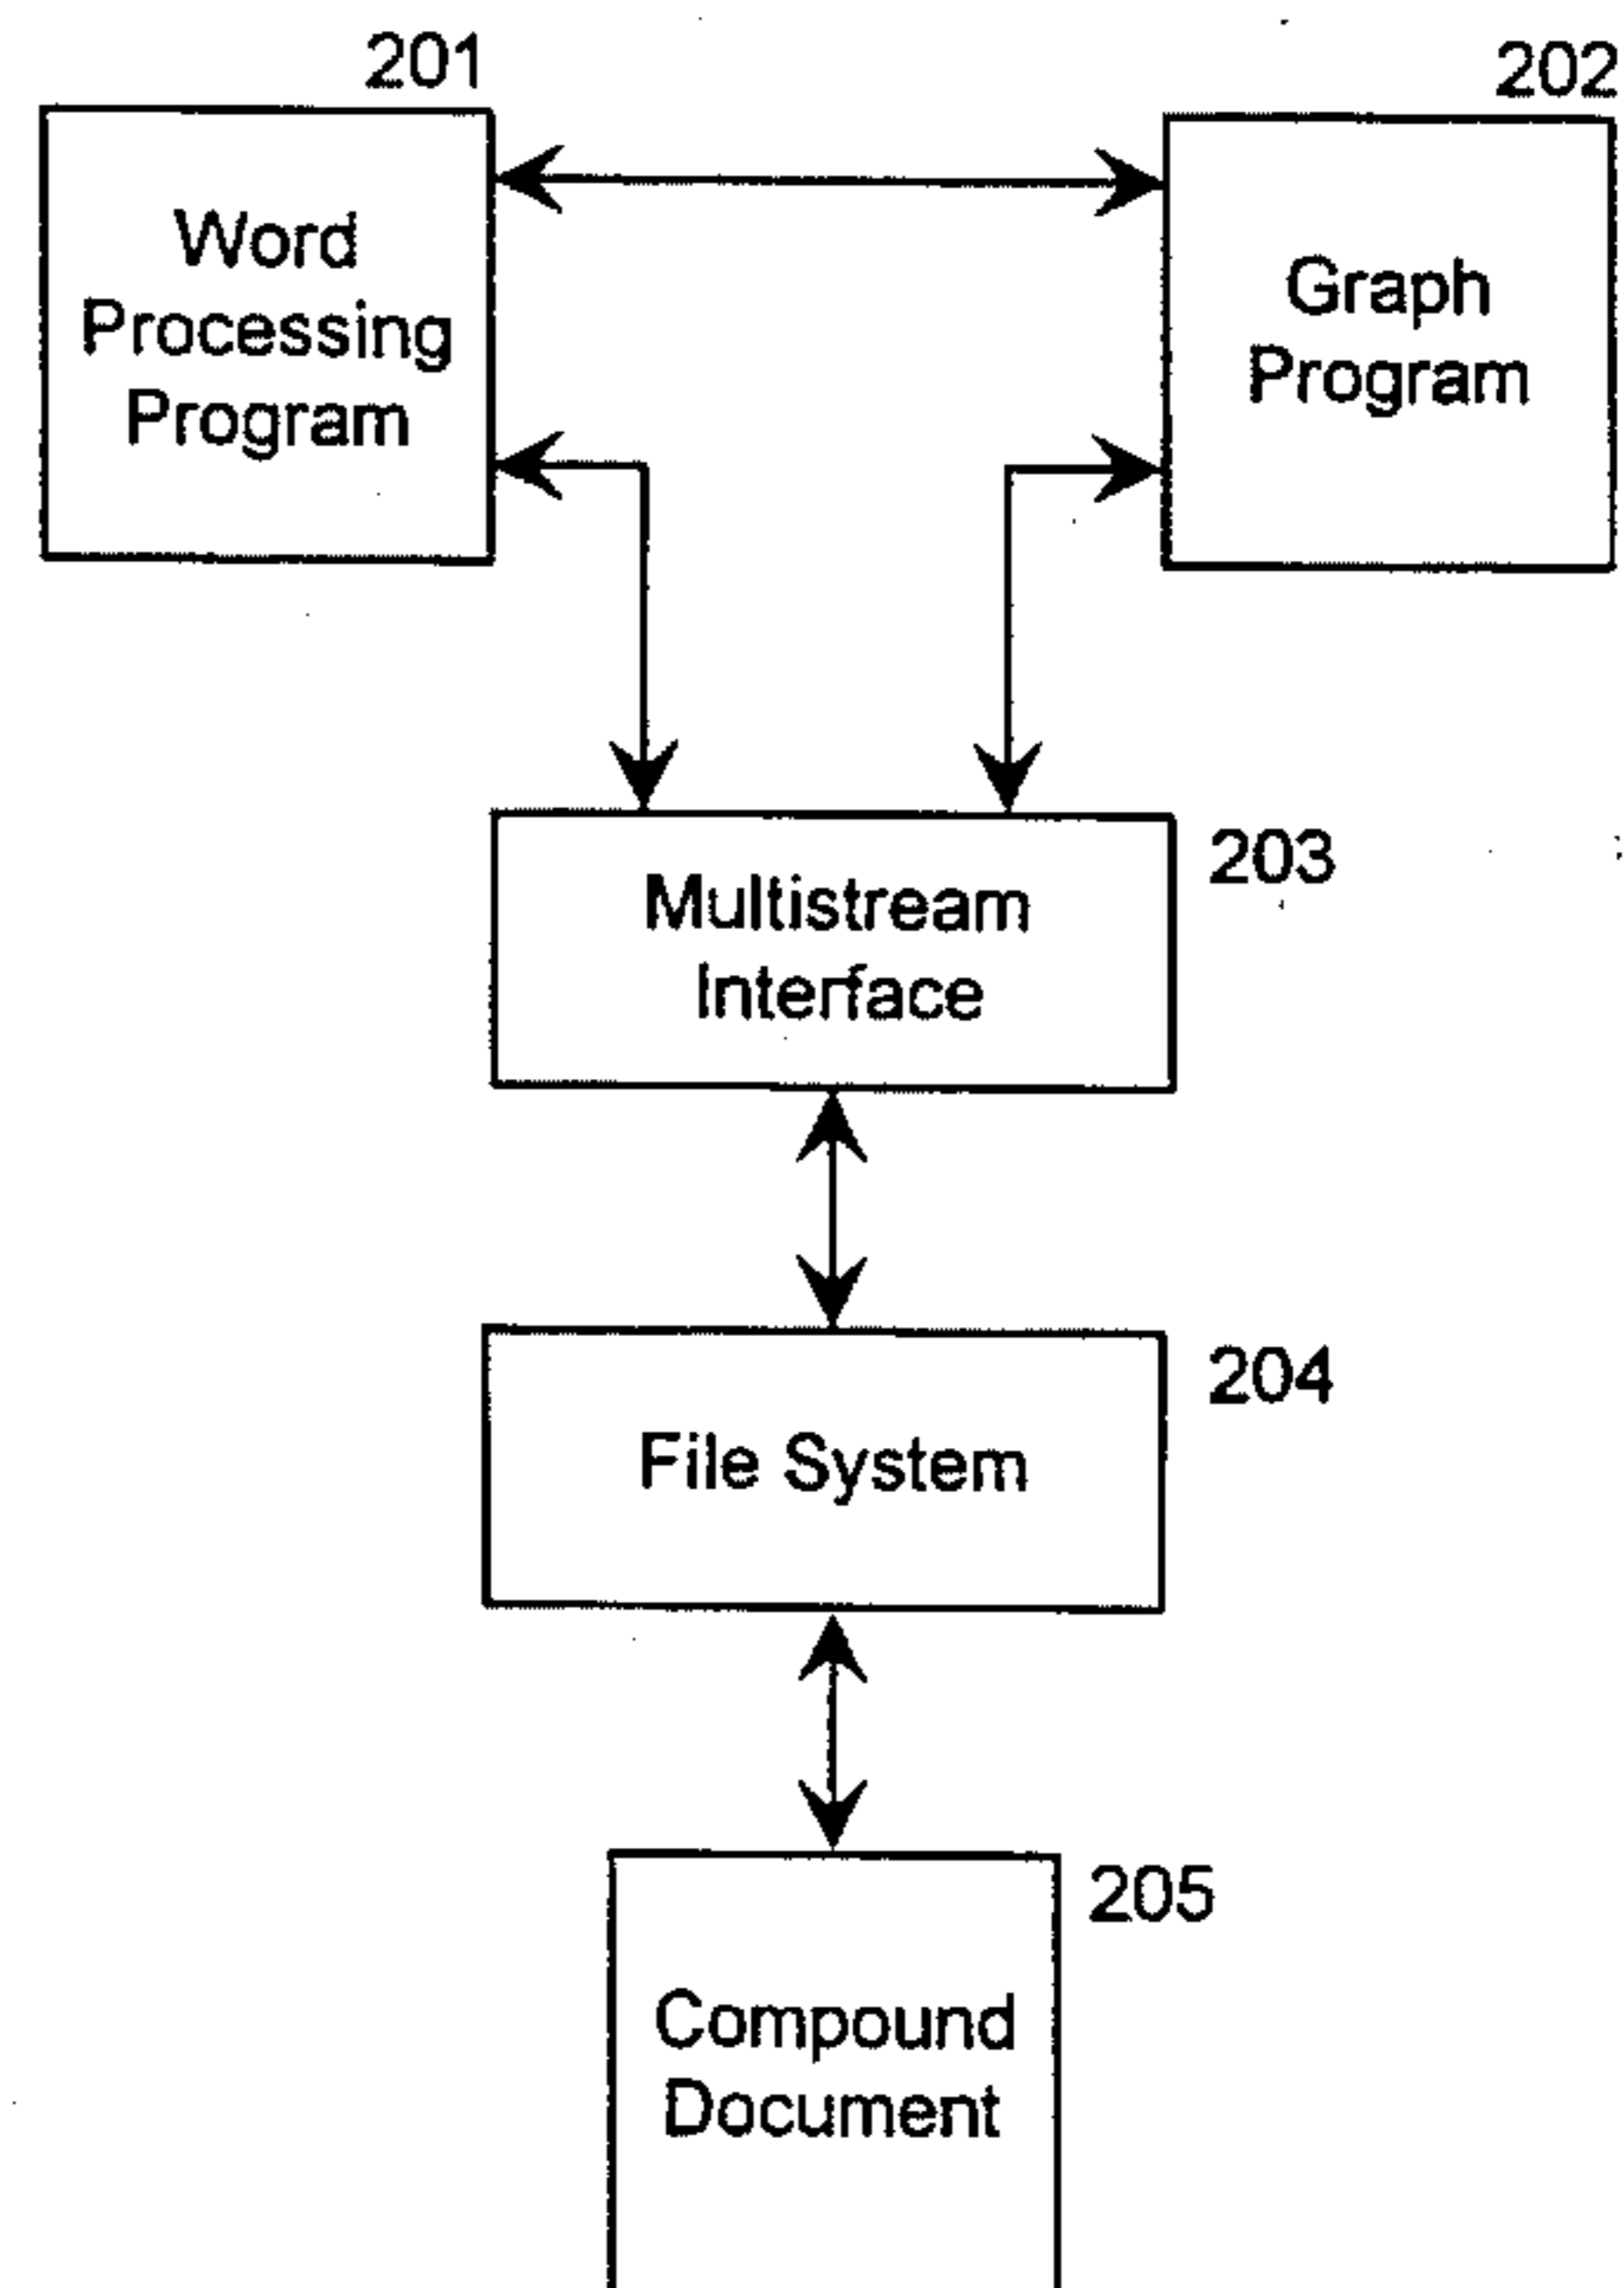 201
202
Word
Processing
Program
Graph
Program
203
Multistream
Interface
204
File System
205
Compound
Document